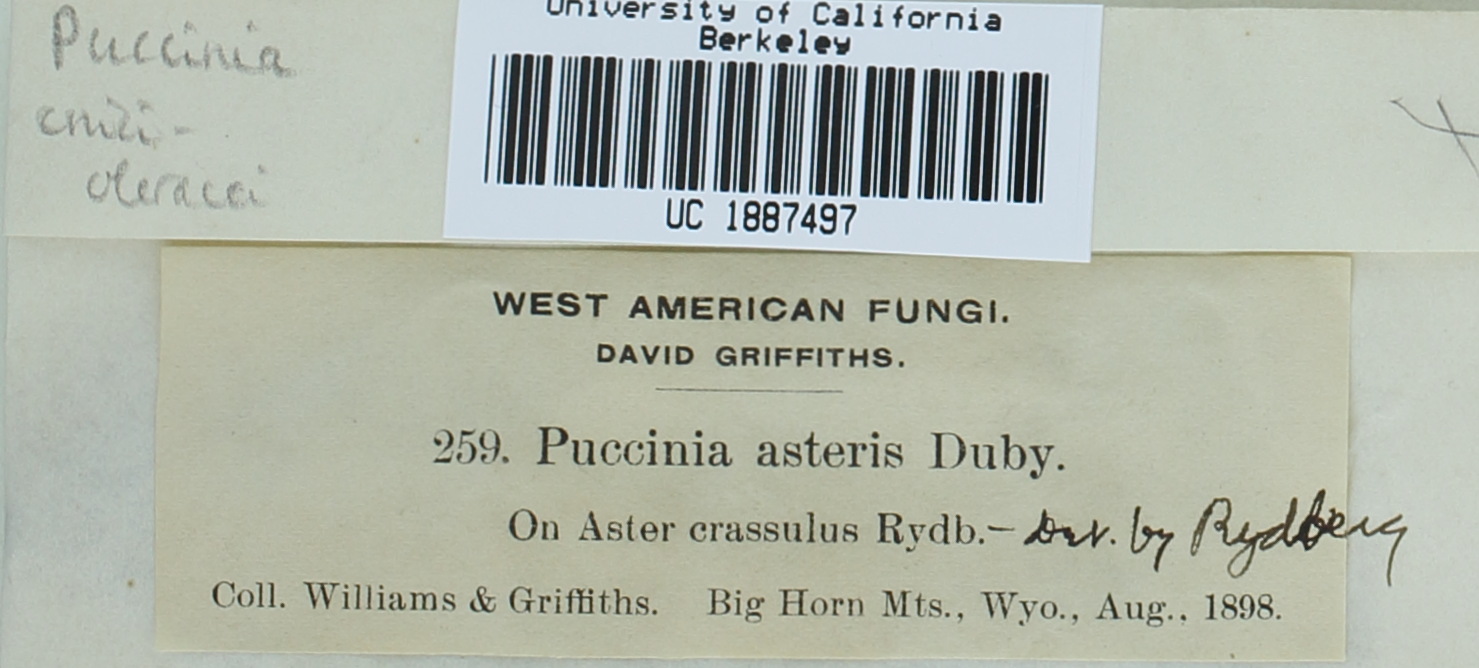 Puccinia
cnici-
oleracei
University of California
Berkeley
UC 1887497
WEST AMERICAN FUNGI.
DAVID GRIFFITHS.
259. Puccinia asteris Duby.
On Aster crassulus Rydb.- Det. by Rydberg
Coll. Williams & Griffiths. Big Horn Mts., Wyo., Aug., 1898.